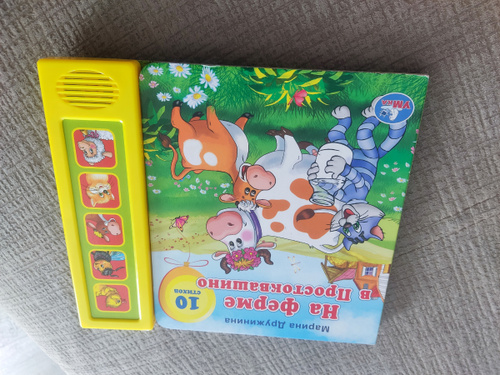 Марина Дружинина
На ферме
в Простоквашино
10
стихов
УМка